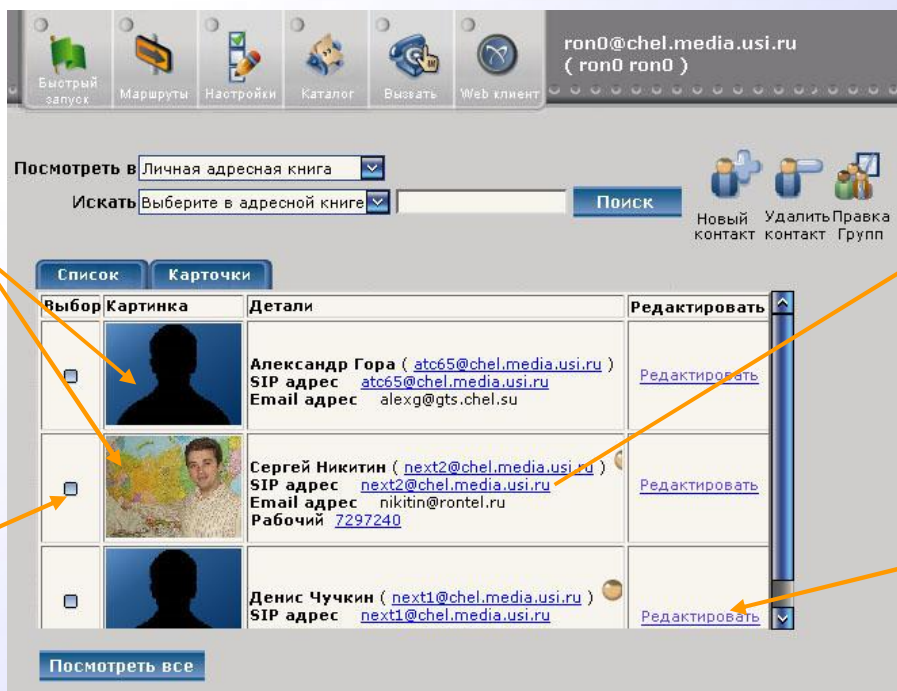 ron0@chel.media.usi.ru
( ron0 ron0 )
Быстрый запуск
Маршруты
Настройки
Каталог
Вызвать
Web клиент
Посмотреть в Личная адресная книга
Искать Выберите в адресной книге Поиск
Новый контакт
Удалить контакт
Правка Групп
Список Карточки
Выбор Картинка Детали Редактировать
Александр Гора ( atc65@chel.media.usi.ru )
SIP адрес atc65@chel.media.usi.ru
Email адрес alexg@gts.chel.su
Редактировать
Сергей Никитин ( next2@chel.media.usi.ru )
SIP адрес next2@chel.media.usi.ru
Email адрес nikitin@rontel.ru
Рабочий 7297240
Редактировать
Денис Чучкин ( next1@chel.media.usi.ru )
SIP адрес next1@chel.media.usi.ru
Редактировать
Посмотреть все